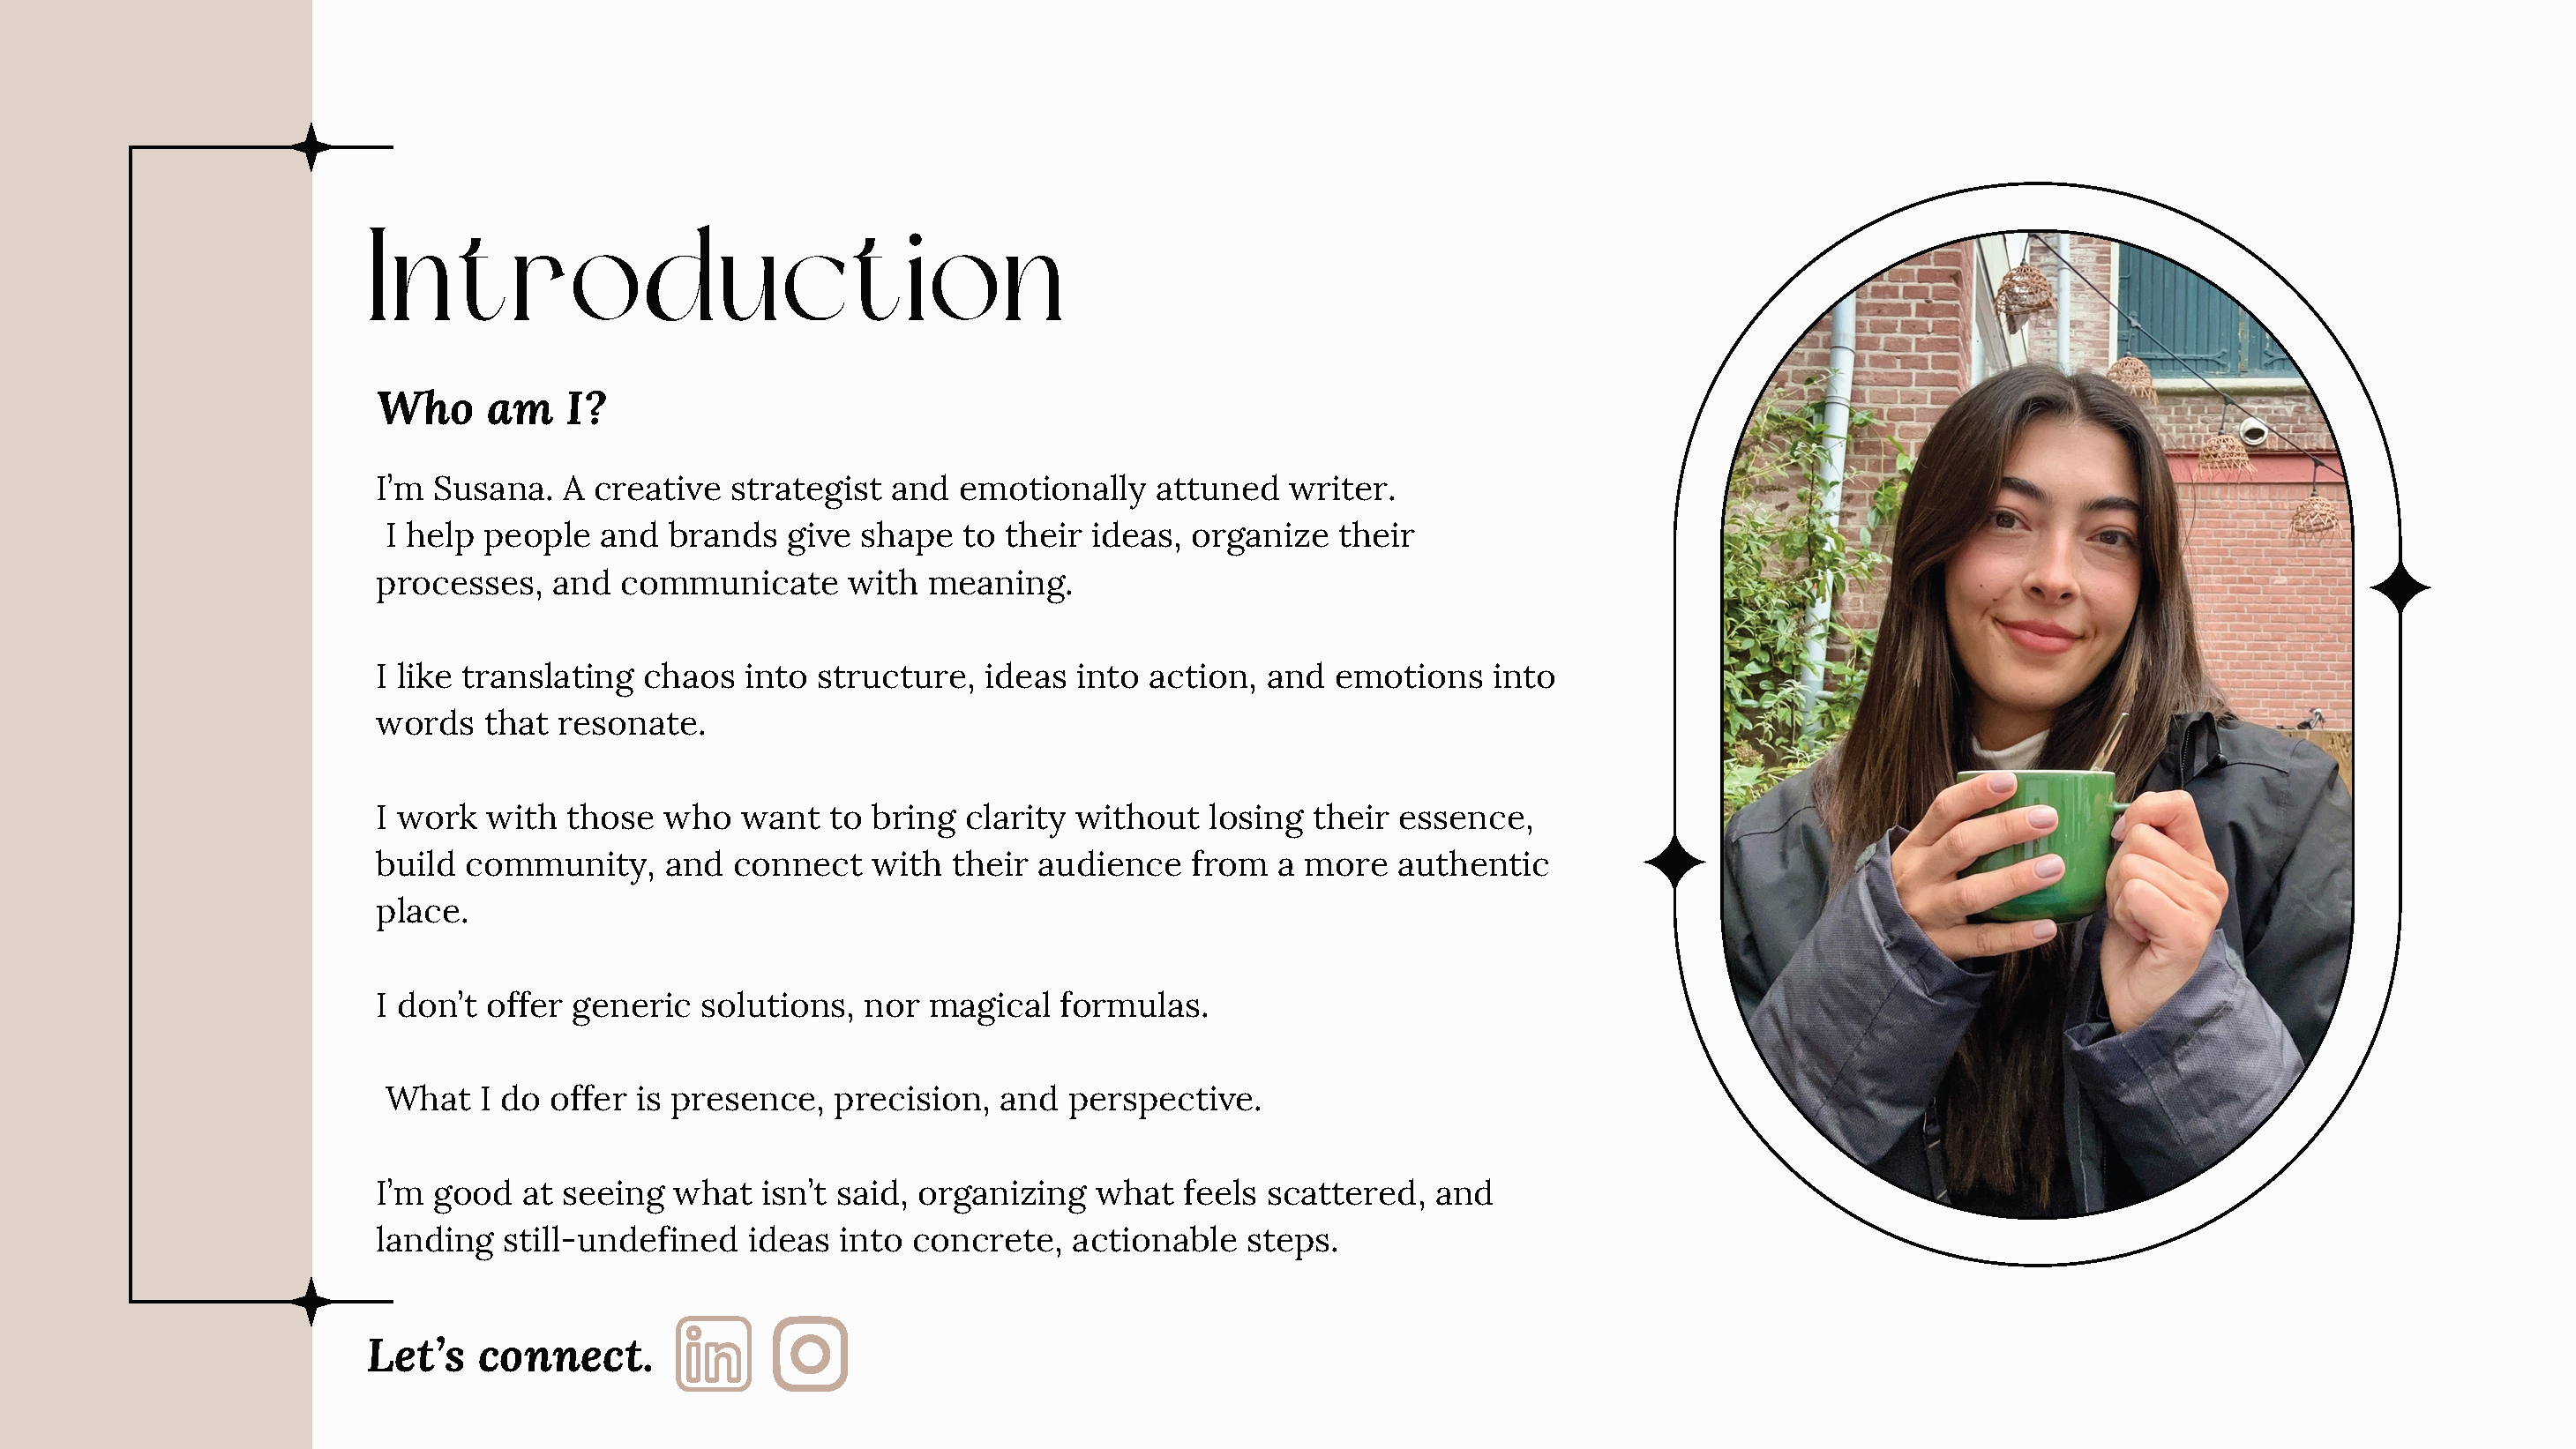 Introduction
Who am I?
I’m Susana. A creative strategist and emotionally attuned writer.
I help people and brands give shape to their ideas, organize their
processes, and communicate with meaning.
I like translating chaos into structure, ideas into action, and emotions into
words that resonate.
I work with those who want to bring clarity without losing their essence,
build community, and connect with their audience from a more authentic
place.
I don’t offer generic solutions, nor magical formulas.
What I do offer is presence, precision, and perspective.
I’m good at seeing what isn’t said, organizing what feels scattered, and
landing still-undefined ideas into concrete, actionable steps.
Let’s connect. in